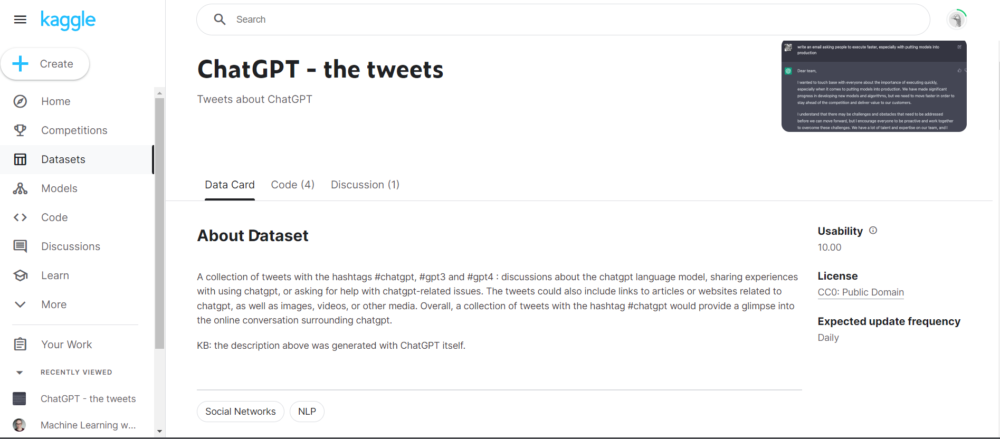 kaggle
Search
Create
Home
Competitions
Datasets
Models
Code
Discussions
Learn
More
Your Work
RECENTLY VIEWED
ChatGPT - the tweets
Machine Learning w...
ChatGPT - the tweets
Tweets about ChatGPT
write an email asking people to execute faster, especially with putting models into
production
Dear team,
I wanted to touch base with everyone about the importance of executing quickly,
especially when it comes to putting models into production. We have made significant
progress in developing new models and algorithms, but we need to move faster in order to
stay ahead of the competition and deliver value to our customers.
I understand that there may be challenges and obstacles that need to be addressed
before we can move forward, but I encourage everyone to be proactive and work together
to overcome these challenges. We have a lot of talent and expertise on our team, and I
Data Card Code (4) Discussion (1)
About Dataset
A collection of tweets with the hashtags #chatgpt, #gpt3 and #gpt4 : discussions about the chatgpt language model, sharing experiences
with using chatgpt, or asking for help with chatgpt-related issues. The tweets could also include links to articles or websites related to
chatgpt, as well as images, videos, or other media. Overall, a collection of tweets with the hashtag #chatgpt would provide a glimpse into
the online conversation surrounding chatgpt.
KB: the description above was generated with ChatGPT itself.
Social Networks NLP
Usability
10.00
License
CC0: Public Domain
Expected update frequency
Daily